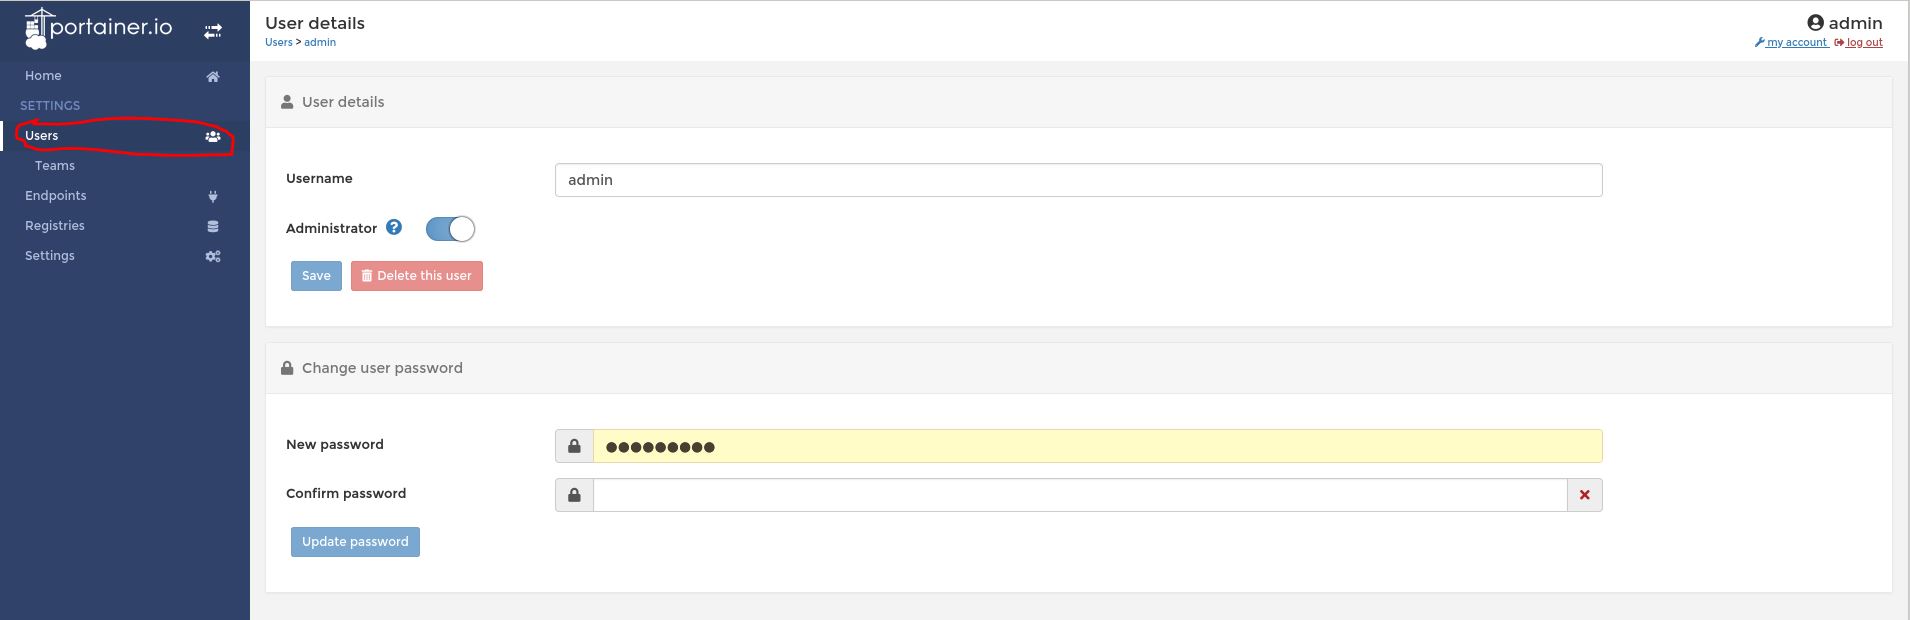 portainer.io
Home
SETTINGS
Users
Teams
Endpoints
Registries
Settings
User details
Users > admin
admin
my account log out
User details
Username admin
Administrator ?
Save Delete this user
Change user password
New password
Confirm password
Update password